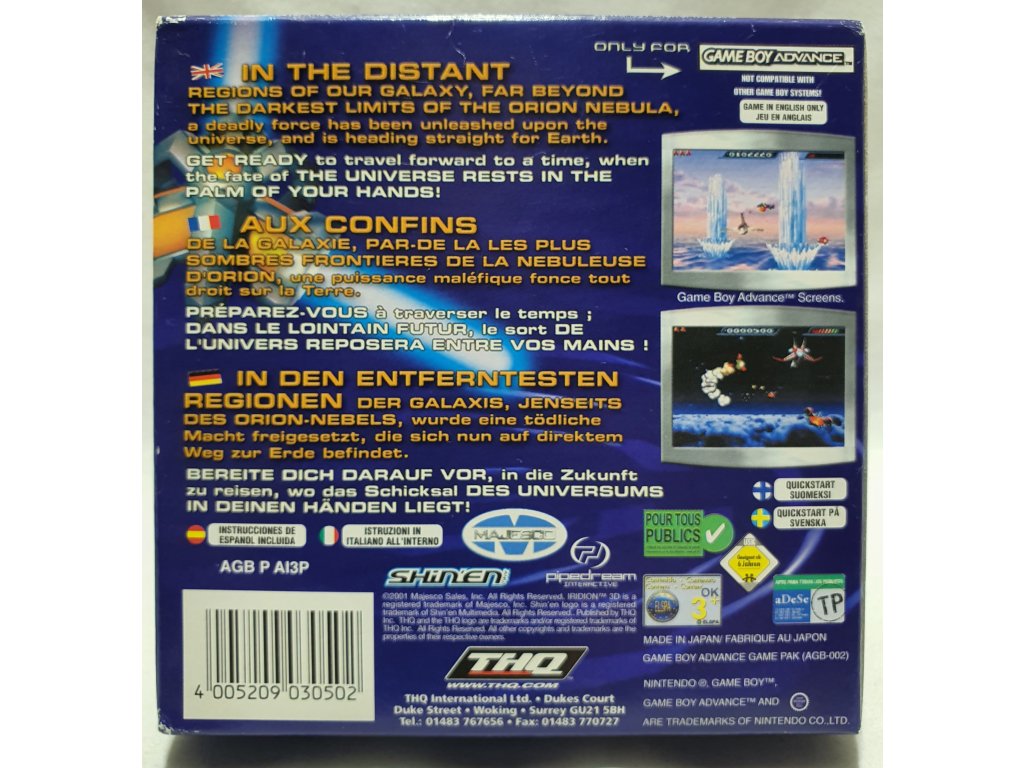 ONLY FOR
GAME BOY ADVANCE™
NOT COMPATIBLE WITH
OTHER GAME BOY SYSTEMS!
GAME IN ENGLISH ONLY
JEU EN ANGLAIS
IN THE DISTANT
REGIONS OF OUR GALAXY, FAR BEYOND
THE DARKEST LIMITS OF THE ORION NEBULA,
a deadly force has been unleashed upon the
universe, and is heading straight for Earth.
GET READY to travel forward to a time, when
the fate of THE UNIVERSE RESTS IN THE
PALM OF YOUR HANDS!
AUX CONFINS
DE LA GALAXIE, PAR-DE LA LES PLUS
SOMBRES FRONTIERES DE LA NEBULEUSE
D'ORION, une puissance maléfique fonce tout
droit sur la Terre.
PRÉPAREZ-VOUS à traverser le temps ;
DANS LE LOINTAIN FUTUR, le sort DE
L'UNIVERS REPOSERA ENTRE VOS MAINS !
IN DEN ENTFERNTESTEN
REGIONEN DER GALAXIS, JENSEITS
DES ORION-NEBELS, wurde eine tödliche
Macht freigesetzt, die sich nun auf direktem
Weg zur Erde befindet.
BEREITE DICH DARAUF VOR, in die Zukunft
zu reisen, wo das Schicksal DES UNIVERSUMS
IN DEINEN HÄNDEN LIEGT!
Game Boy Advance™ Screens.
QUICKSTART
SUOMEKSI
QUICKSTART PÅ
SVENSKA
INSTRUCCIONES DE
ESPAÑOL INCLUIDA
ISTRUZIONI IN
ITALIANO ALL'INTERNO
AGB P AI3P
MAJESCO
SHIN'EN
pipedream
INTERACTIVE
POUR TOUS
PUBLICS
Geeignet ab
6 Jahren
ELSPA
OK
3+
© ELSPA
aDeSe
TP
©2001 Majesco Sales, Inc. All Rights Reserved. IRIDION™ 3D is a
registered trademark of Majesco, Inc. Shin'en logo is a registered
trademark of Shin'en Multimedia. All Rights Reserved. Published by THQ
Inc. THQ and the THQ logo are trademarks and/or registered trademarks of
THQ Inc. All Rights Reserved. All other copyrights and trademarks are the
properties of their respective owners.
THQ
WWW.THQ.COM
THQ International Ltd. • Dukes Court
Duke Street • Woking • Surrey GU21 5BH
Tel.: 01483 767656 • Fax: 01483 770727
4 005209 030502
MADE IN JAPAN/ FABRIQUE AU JAPON
GAME BOY ADVANCE GAME PAK (AGB-002)
NINTENDO ®, GAME BOY™,
GAME BOY ADVANCE™ AND
ARE TRADEMARKS OF NINTENDO CO.,LTD.